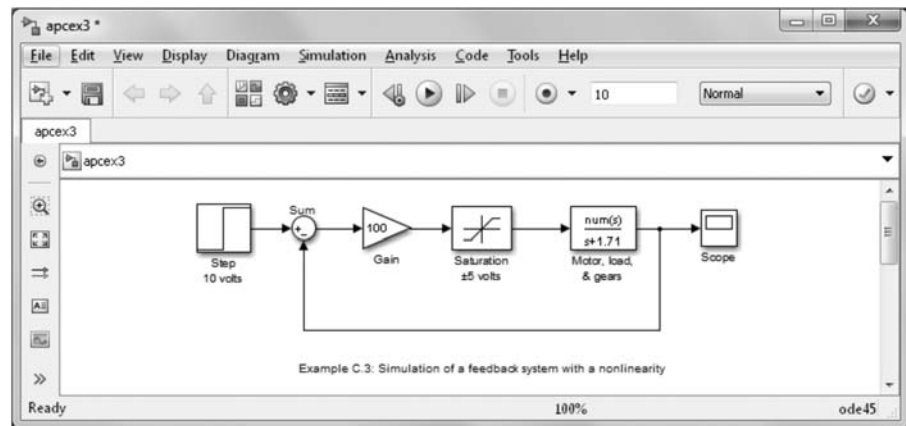 apcex3 *
File Edit View Display Diagram Simulation Analysis Code Tools Help
10 Normal
apcex3
apcex3
Sum
+
-
100
num(s)
s+1.71
Step
10 volts
Gain
Saturation
±5 volts
Motor, load,
& gears
Scope
Example C.3: Simulation of a feedback system with a nonlinearity
Ready 100% ode45